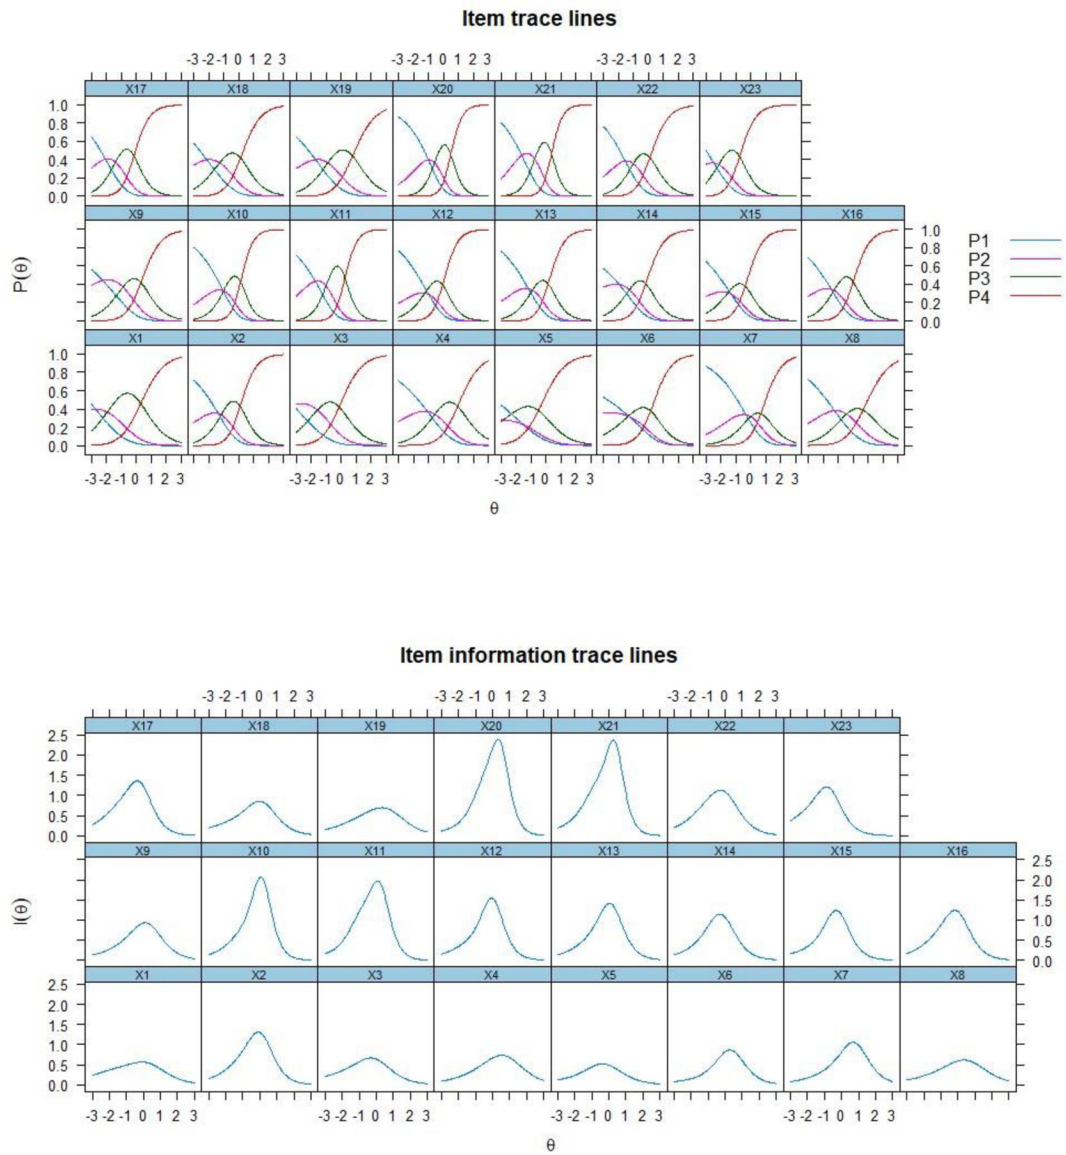 Item trace lines
-3 -2 -1 0 1 2 3 -3 -2 -1 0 1 2 3 -3 -2 -1 0 1 2 3
X17 X18 X19 X20 X21 X22 X23
1.0
0.8
0.6
0.4
0.2
0.0
X9 X10 X11 X12 X13 X14 X15 X16
1.0
0.8
0.6
0.4
0.2
0.0
P(θ)
P1
P2
P3
P4
X1 X2 X3 X4 X5 X6 X7 X8
1.0
0.8
0.6
0.4
0.2
0.0
-3 -2 -1 0 1 2 3 -3 -2 -1 0 1 2 3 -3 -2 -1 0 1 2 3 -3 -2 -1 0 1 2 3
θ
Item information trace lines
-3 -2 -1 0 1 2 3 -3 -2 -1 0 1 2 3 -3 -2 -1 0 1 2 3
X17 X18 X19 X20 X21 X22 X23
2.5
2.0
1.5
1.0
0.5
0.0
X9 X10 X11 X12 X13 X14 X15 X16
2.5
2.0
1.5
1.0
0.5
0.0
I(θ)
X1 X2 X3 X4 X5 X6 X7 X8
2.5
2.0
1.5
1.0
0.5
0.0
-3 -2 -1 0 1 2 3 -3 -2 -1 0 1 2 3 -3 -2 -1 0 1 2 3 -3 -2 -1 0 1 2 3
θ